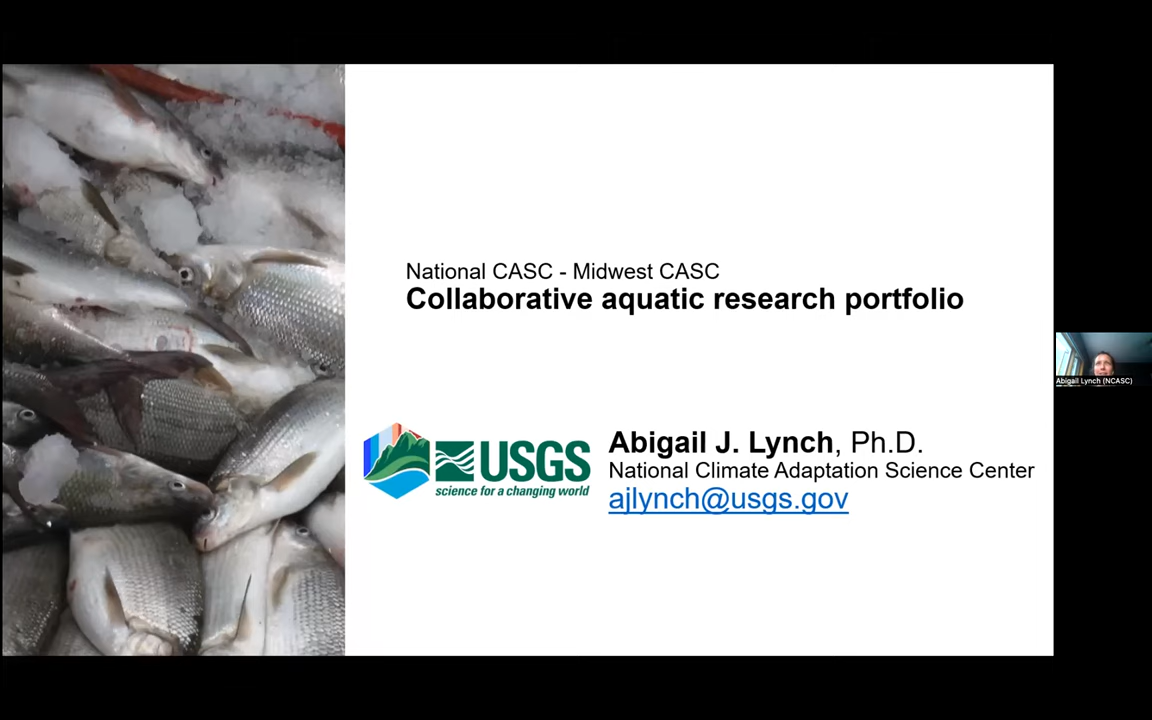 National CASC - Midwest CASC
Collaborative aquatic research portfolio
USGS
science for a changing world
Abigail J. Lynch, Ph.D.
National Climate Adaptation Science Center
ajlynch@usgs.gov
Abigail Lynch (NCASC)